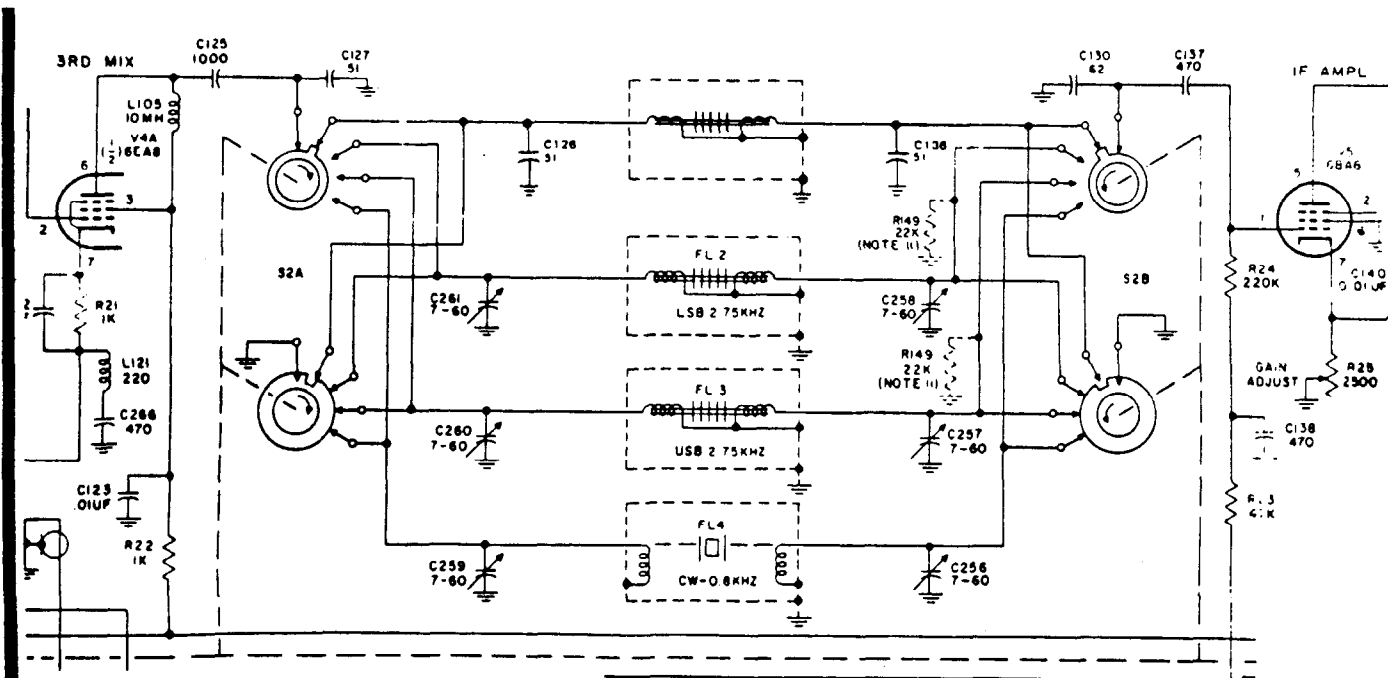 C125
1000
C127
51
3RD MIX
L105
10MH
V4A
(1/2) 6EA8
6
3
2
7
C126
51
C130
62
C137
470
IF AMPL
C136
51
6BA6
5
2
1
7
R149
22K
(NOTE 11)
S2A
FL 2
LSB 2 75KHZ
C261
7-60
C258
7-60
S2B
R24
220K
C140
0.01UF
R21
1K
L121
220
C266
470
R149
22K
(NOTE 11)
GAIN
ADJUST
2500
FL 3
USB 2 75KHZ
C260
7-60
C257
7-60
C138
470
C123
.01UF
R22
1K
FL4
CW-0.8KHZ
C259
7-60
C256
7-60